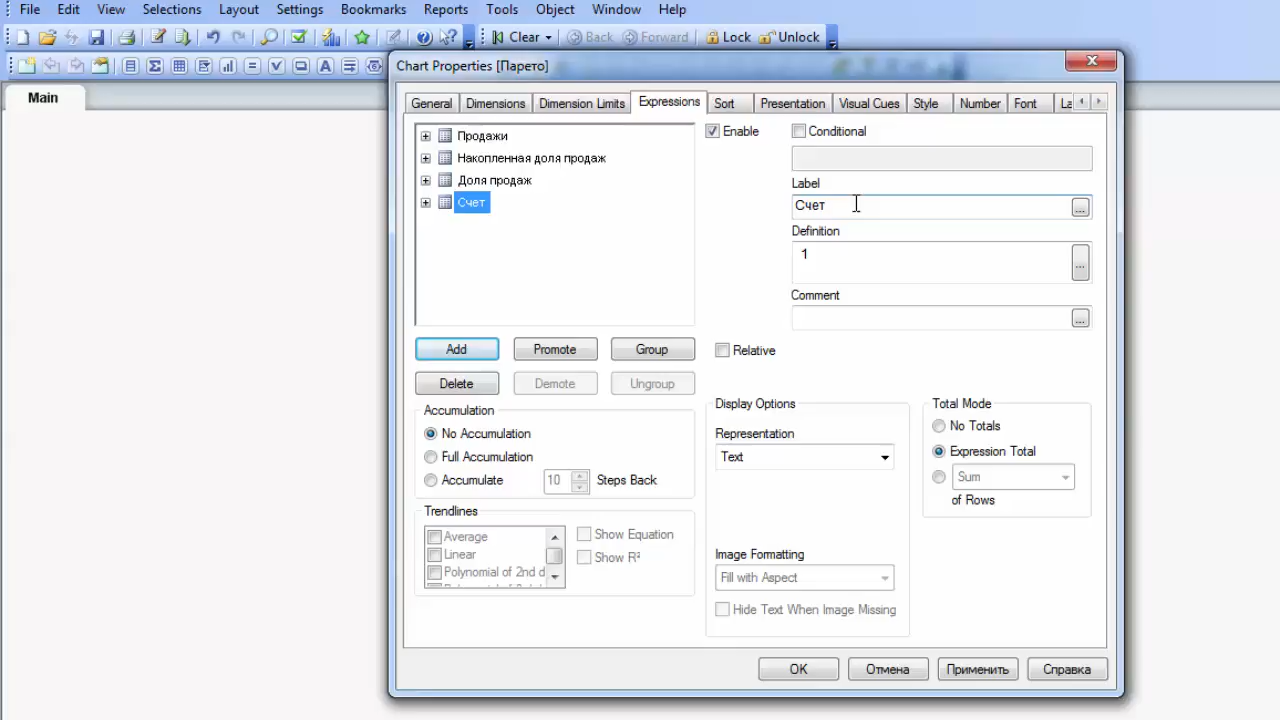 File Edit View Selections Layout Settings Bookmarks Reports Tools Object Window Help
Clear Back Forward Lock Unlock
Main
Chart Properties [Парето]
General Dimensions Dimension Limits Expressions Sort Presentation Visual Cues Style Number Font La
Продажи
Накопленная доля продаж
Доля продаж
Счет
Enable Conditional
Label
Счет
...
Definition
1
...
Comment
...
Add Promote Group
Delete Demote Ungroup
Relative
Accumulation
No Accumulation
Full Accumulation
Accumulate 10 Steps Back
Trendlines
Average
Linear
Polynomial of 2nd d
Show Equation
Show R²
Display Options
Representation
Text
Image Formatting
Fill with Aspect
Hide Text When Image Missing
Total Mode
No Totals
Expression Total
Sum
of Rows
OK Отмена Применить Справка